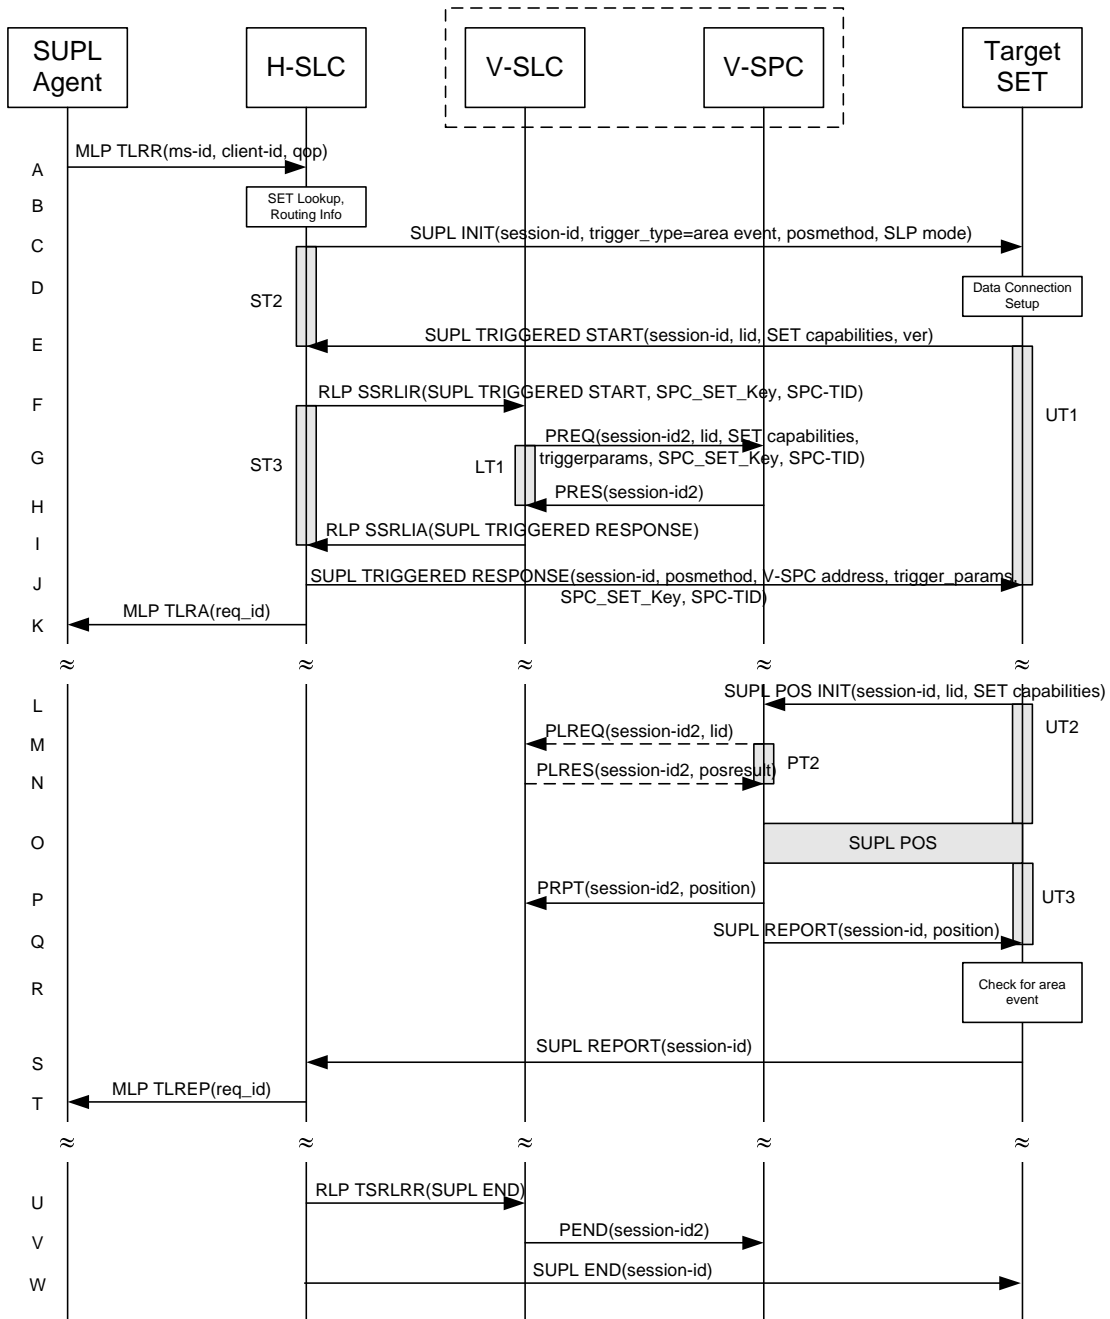 SUPL
Agent
H-SLC
V-SLC
V-SPC
Target
SET
A
MLP TLRR(ms-id, client-id, qop)
B
SET Lookup,
Routing Info
C
SUPL INIT(session-id, trigger_type=area event, posmethod, SLP mode)
D
ST2
Data Connection
Setup
E
SUPL TRIGGERED START(session-id, lid, SET capabilities, ver)
F
RLP SSRLIR(SUPL TRIGGERED START, SPC_SET_Key, SPC-TID)
UT1
G
ST3
LT1
PREQ(session-id2, lid, SET capabilities,
triggerparams, SPC_SET_Key, SPC-TID)
H
PRES(session-id2)
I
RLP SSRLIA(SUPL TRIGGERED RESPONSE)
J
SUPL TRIGGERED RESPONSE(session-id, posmethod, V-SPC address, trigger_params,
SPC_SET_Key, SPC-TID)
K
MLP TLRA(req_id)
≈ ≈ ≈ ≈ ≈
L
SUPL POS INIT(session-id, lid, SET capabilities)
UT2
M
PLREQ(session-id2, lid)
PT2
N
PLRES(session-id2, posresult)
O
SUPL POS
P
PRPT(session-id2, position)
UT3
Q
SUPL REPORT(session-id, position)
R
Check for area
event
S
SUPL REPORT(session-id)
T
MLP TLREP(req_id)
≈ ≈ ≈ ≈ ≈
U
RLP TSRLRR(SUPL END)
V
PEND(session-id2)
W
SUPL END(session-id)